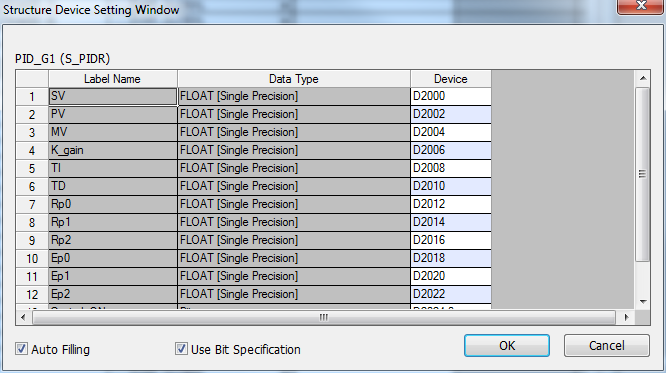 Structure Device Setting Window
PID_G1 (S_PIDR)
Label Name Data Type Device
1 SV FLOAT [Single Precision] D2000
2 PV FLOAT [Single Precision] D2002
3 MV FLOAT [Single Precision] D2004
4 K_gain FLOAT [Single Precision] D2006
5 TI FLOAT [Single Precision] D2008
6 TD FLOAT [Single Precision] D2010
7 Rp0 FLOAT [Single Precision] D2012
8 Rp1 FLOAT [Single Precision] D2014
9 Rp2 FLOAT [Single Precision] D2016
10 Ep0 FLOAT [Single Precision] D2018
11 Ep1 FLOAT [Single Precision] D2020
12 Ep2 FLOAT [Single Precision] D2022
Auto Filling Use Bit Specification OK Cancel